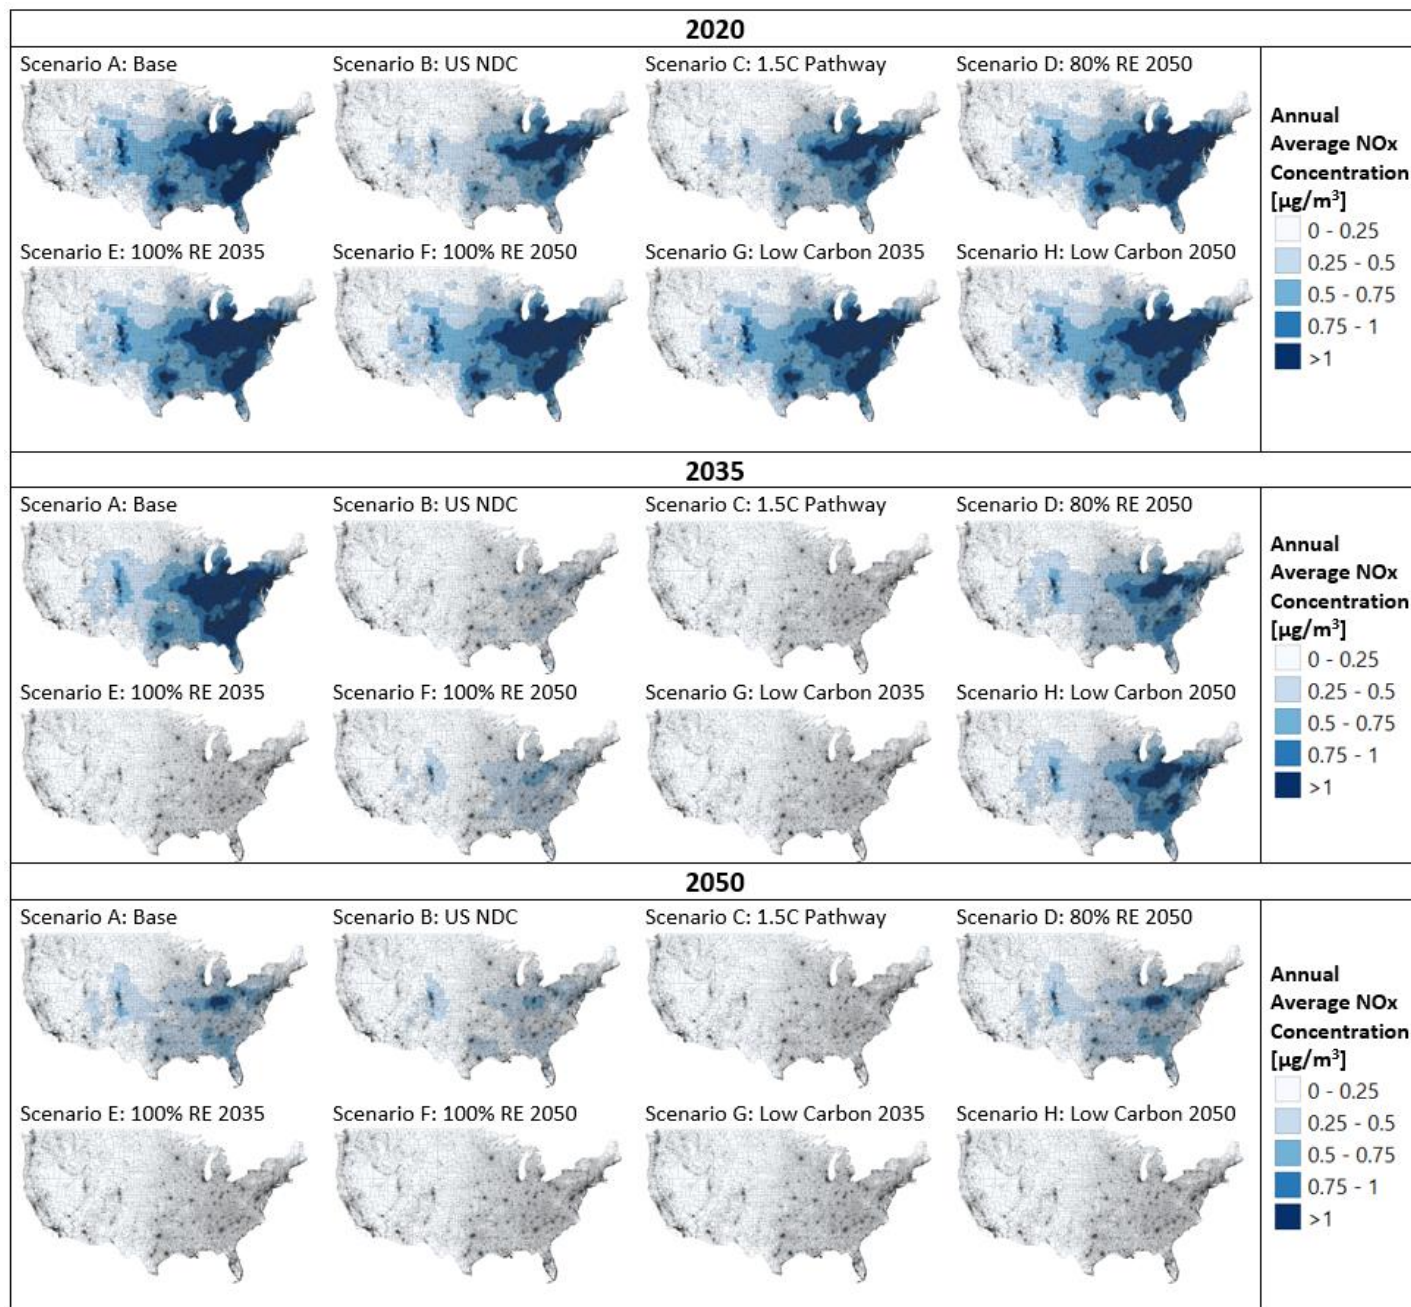 2020
Scenario A: Base
Scenario B: US NDC
Scenario C: 1.5C Pathway
Scenario D: 80% RE 2050
Scenario E: 100% RE 2035
Scenario F: 100% RE 2050
Scenario G: Low Carbon 2035
Scenario H: Low Carbon 2050
Annual
Average NOx
Concentration
[µg/m³]
0 - 0.25
0.25 - 0.5
0.5 - 0.75
0.75 - 1
>1
2035
Scenario A: Base
Scenario B: US NDC
Scenario C: 1.5C Pathway
Scenario D: 80% RE 2050
Scenario E: 100% RE 2035
Scenario F: 100% RE 2050
Scenario G: Low Carbon 2035
Scenario H: Low Carbon 2050
Annual
Average NOx
Concentration
[µg/m³]
0 - 0.25
0.25 - 0.5
0.5 - 0.75
0.75 - 1
>1
2050
Scenario A: Base
Scenario B: US NDC
Scenario C: 1.5C Pathway
Scenario D: 80% RE 2050
Scenario E: 100% RE 2035
Scenario F: 100% RE 2050
Scenario G: Low Carbon 2035
Scenario H: Low Carbon 2050
Annual
Average NOx
Concentration
[µg/m³]
0 - 0.25
0.25 - 0.5
0.5 - 0.75
0.75 - 1
>1